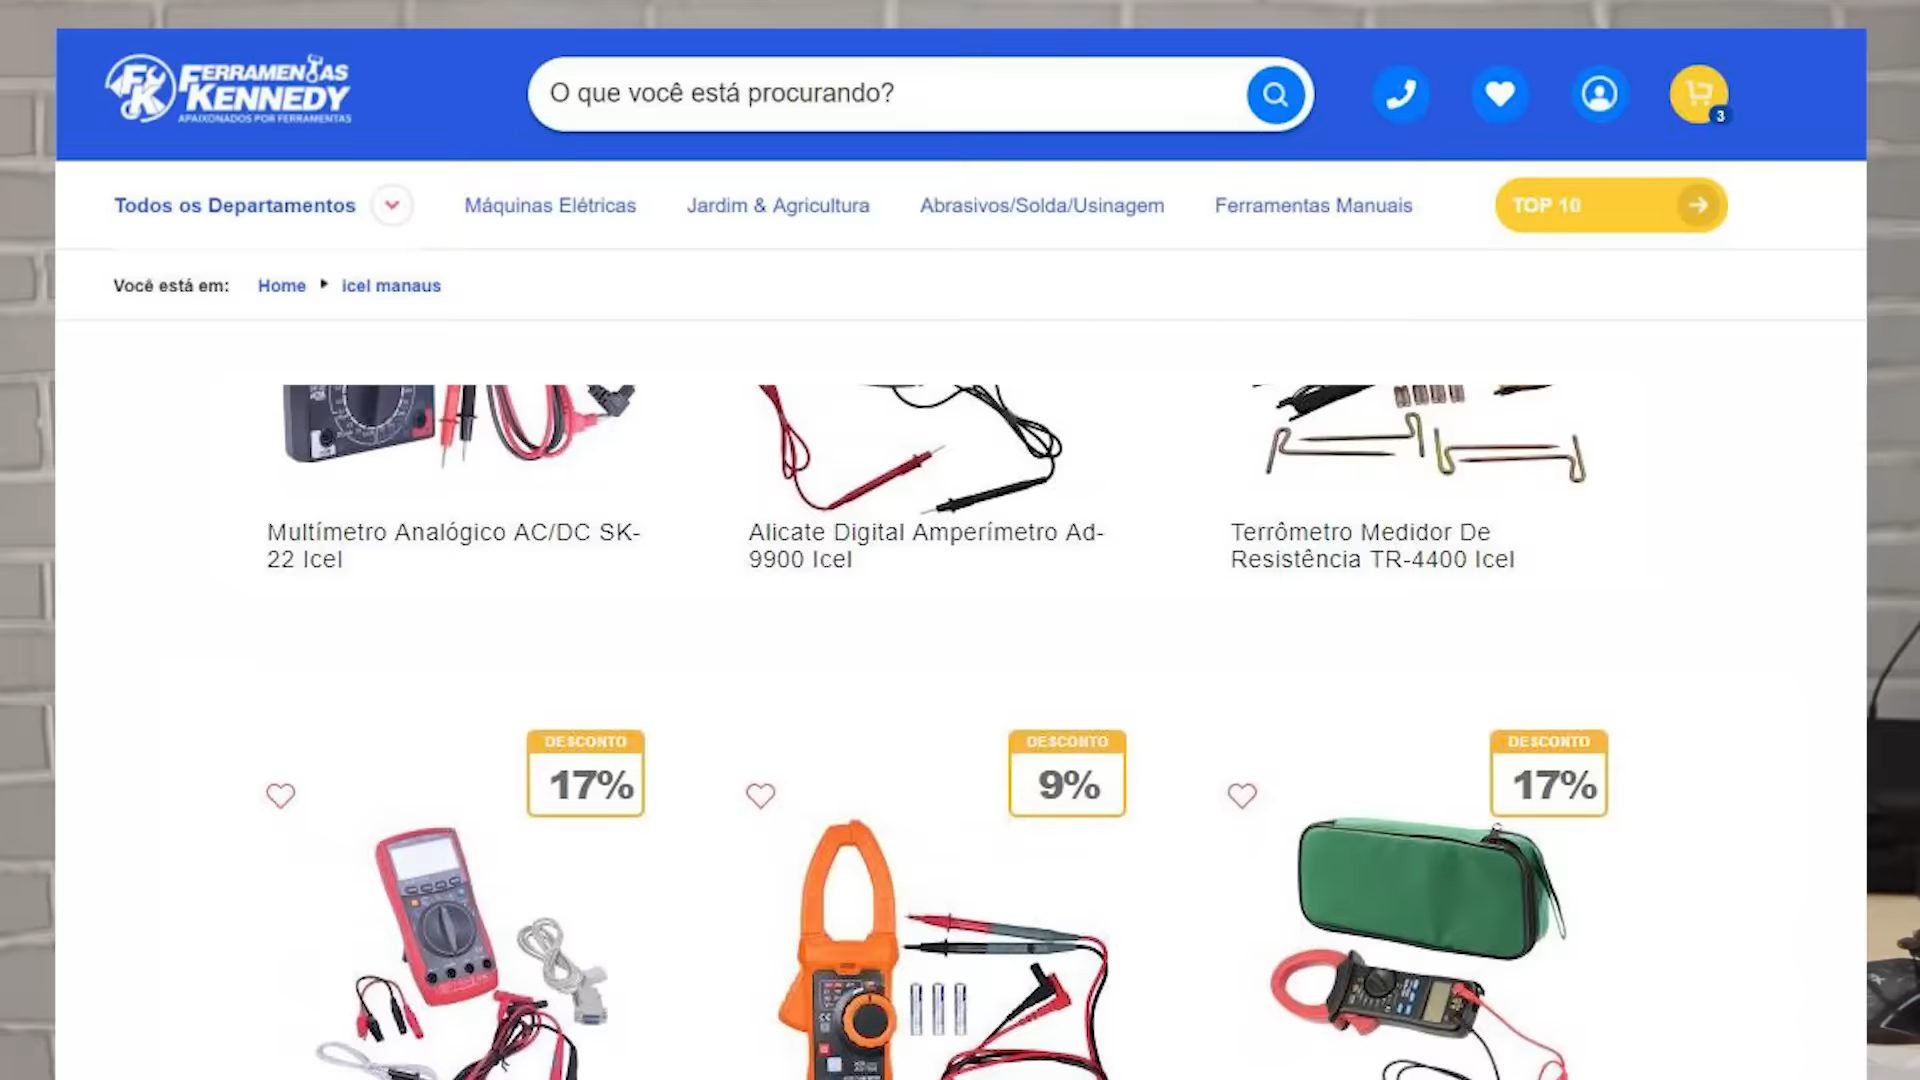 FERRAMENTAS
KENNEDY
APAIXONADOS POR FERRAMENTAS
O que você está procurando?
3
Todos os Departamentos
Máquinas Elétricas
Jardim & Agricultura
Abrasivos/Solda/Usinagem
Ferramentas Manuais
TOP 10
Você está em:
Home
icel manaus
Multímetro Analógico AC/DC SK-
22 Icel
Alicate Digital Amperímetro Ad-
9900 Icel
Terrômetro Medidor De
Resistência TR-4400 Icel
DESCONTO
17%
DESCONTO
9%
DESCONTO
17%